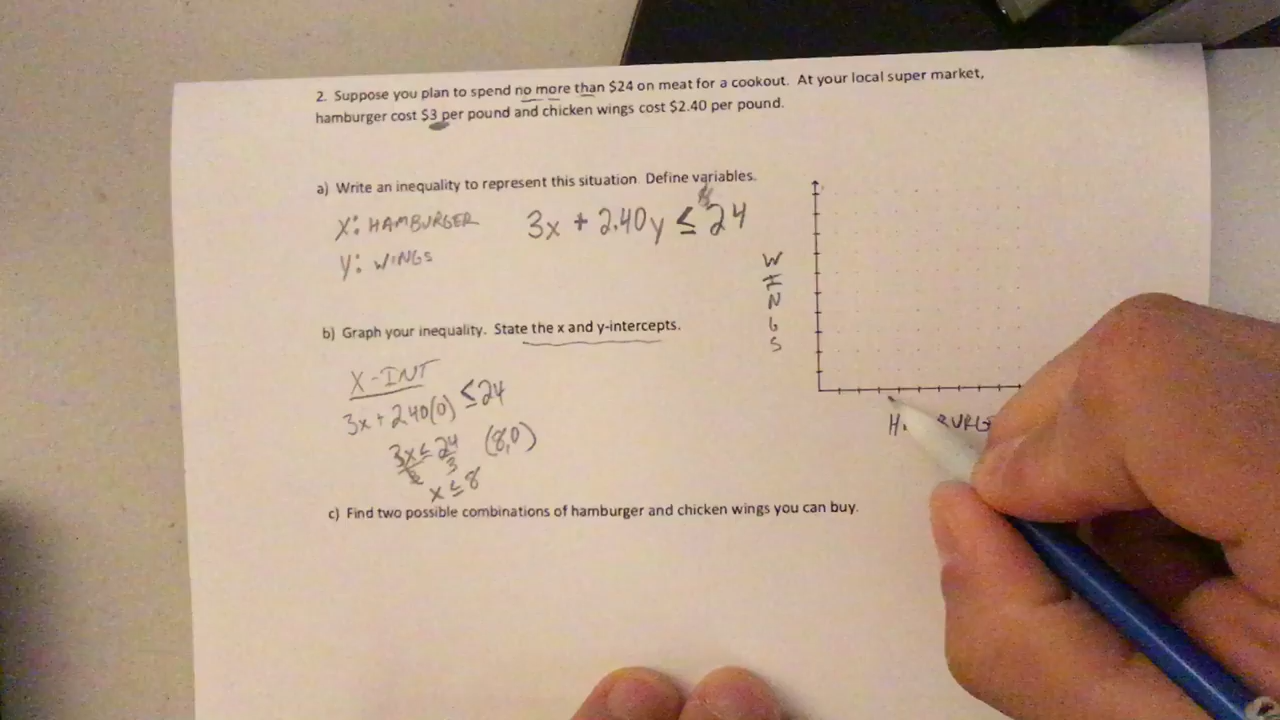 2. Suppose you plan to spend no more than $24 on meat for a cookout. At your local super market,
hamburger cost $3 per pound and chicken wings cost $2.40 per pound.
a) Write an inequality to represent this situation. Define variables.
X: HAMBURGER
3x + 2.40y ≤ 24
Y: WINGS
WINGS
b) Graph your inequality. State the x and y-intercepts.
X-INT
3x + 2.40(0) ≤ 24
3x ≤ 24
3 3
(8,0)
x ≤ 8
c) Find two possible combinations of hamburger and chicken wings you can buy.